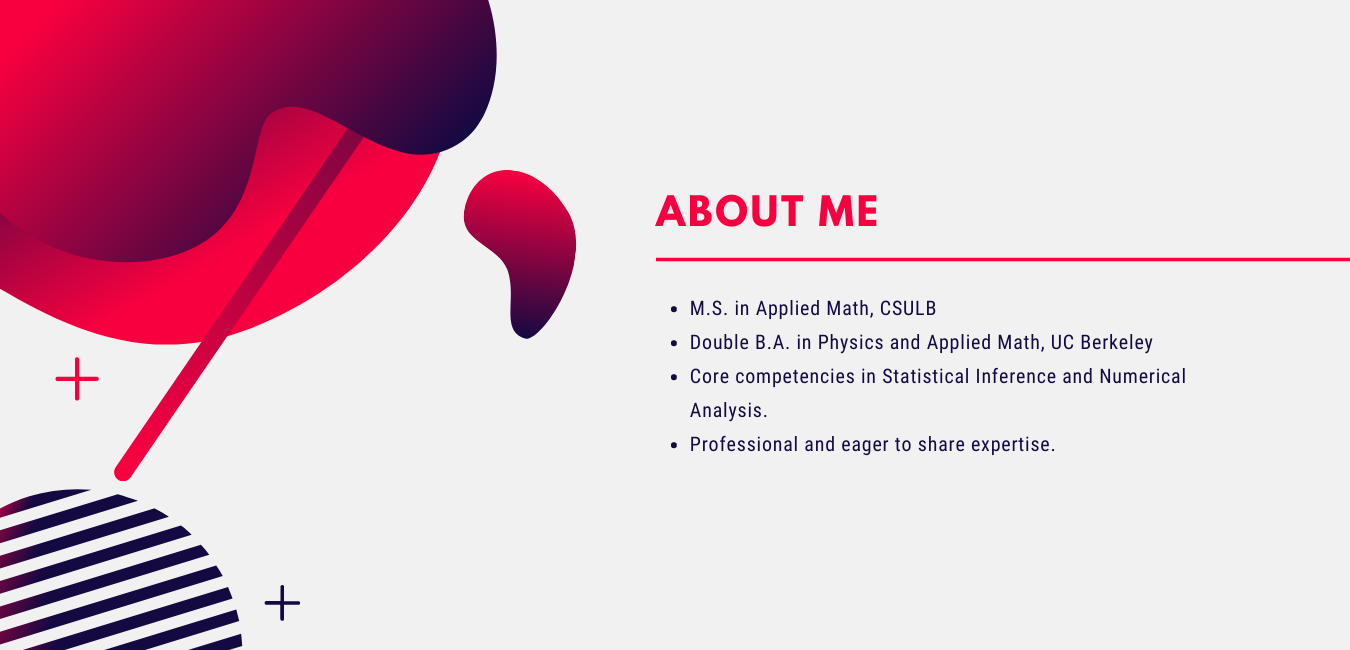 ABOUT ME
• M.S. in Applied Math, CSULB
• Double B.A. in Physics and Applied Math, UC Berkeley
• Core competencies in Statistical Inference and Numerical
Analysis.
• Professional and eager to share expertise.